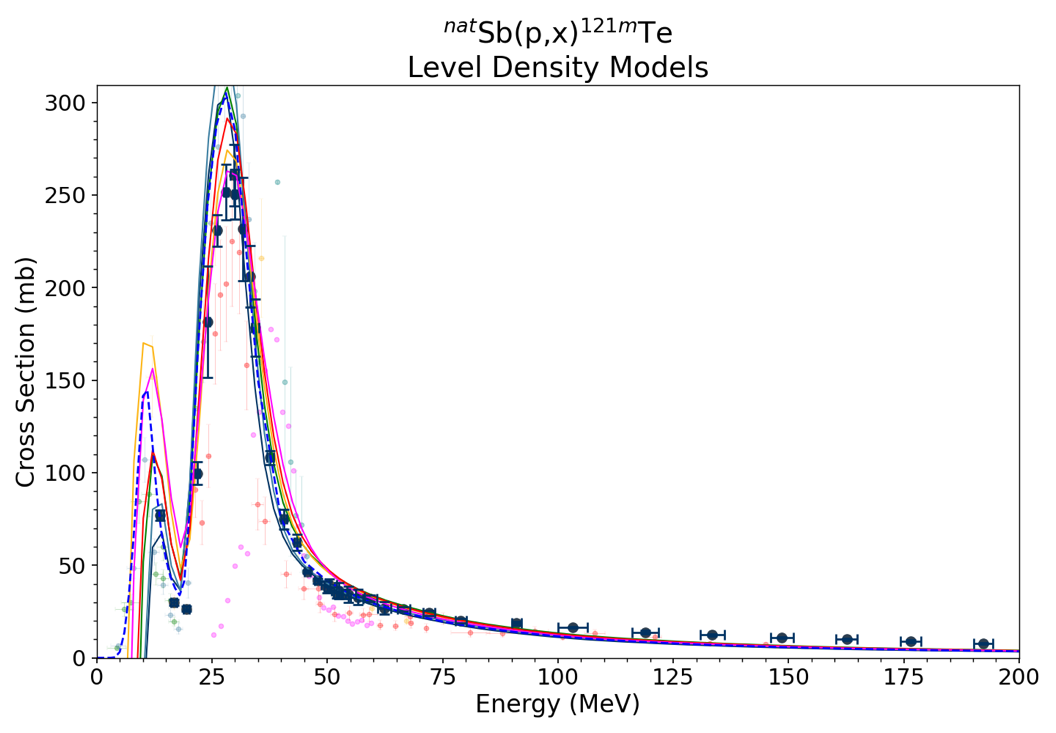 ⁿᵃᵗSb(p,x)¹²¹ᵐTe
Level Density Models
Cross Section (mb)
300
250
200
150
100
50
0
0 25 50 75 100 125 150 175 200
Energy (MeV)